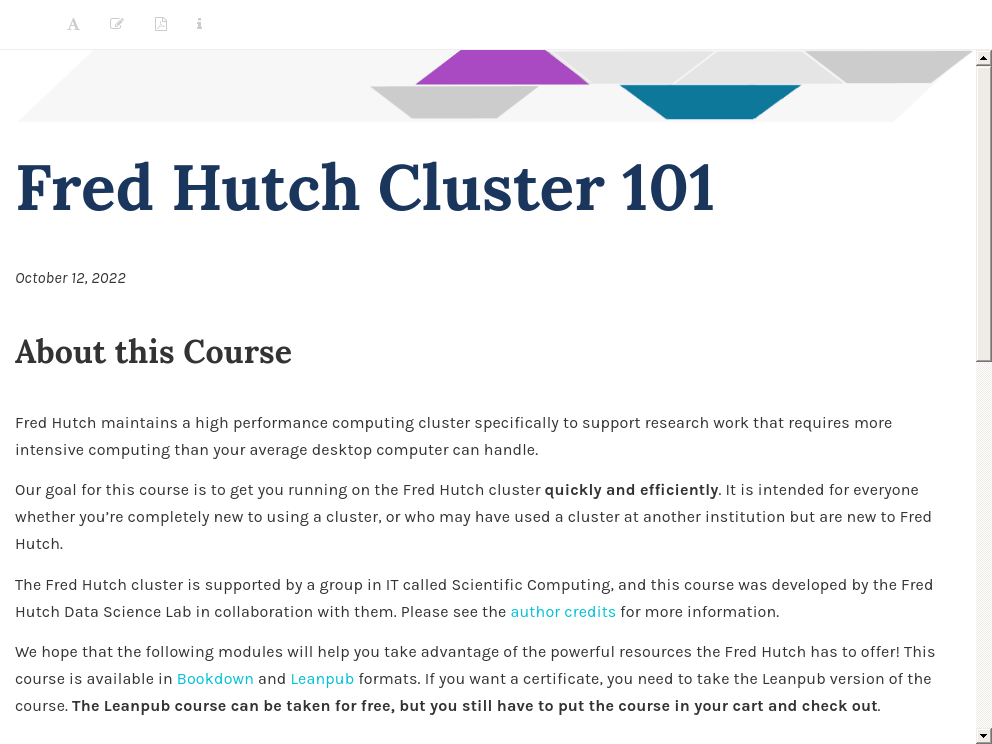 Fred Hutch Cluster 101
October 12, 2022
About this Course
Fred Hutch maintains a high performance computing cluster specifically to support research work that requires more
intensive computing than your average desktop computer can handle.
Our goal for this course is to get you running on the Fred Hutch cluster quickly and efficiently. It is intended for everyone
whether you’re completely new to using a cluster, or who may have used a cluster at another institution but are new to Fred
Hutch.
The Fred Hutch cluster is supported by a group in IT called Scientific Computing, and this course was developed by the Fred
Hutch Data Science Lab in collaboration with them. Please see the author credits for more information.
We hope that the following modules will help you take advantage of the powerful resources the Fred Hutch has to offer! This
course is available in Bookdown and Leanpub formats. If you want a certificate, you need to take the Leanpub version of the
course. The Leanpub course can be taken for free, but you still have to put the course in your cart and check out.